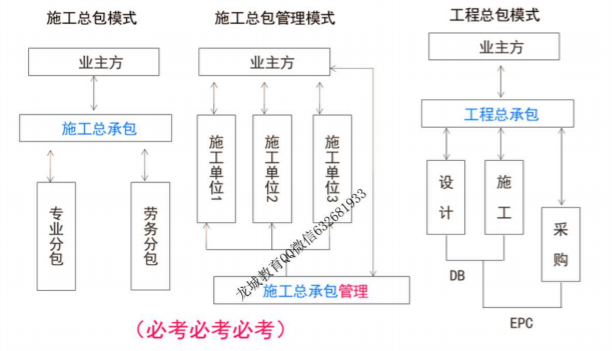 施工总包模式
业主方
施工总承包
专业分包
劳务分包
施工总包管理模式
业主方
施工单位1
施工单位2
施工单位3
施工总承包管理
工程总包模式
业主方
工程总承包
设计
施工
采购
DB
EPC
龙城教育QQ微信632681933
（必考必考必考）